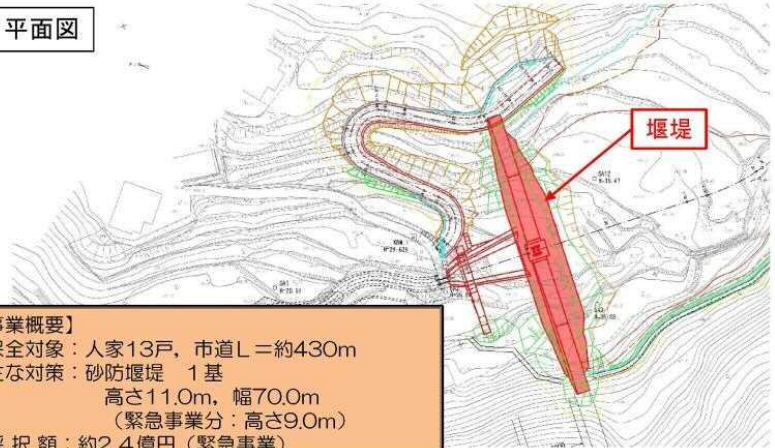 平面図
堰堤
事業概要】
保全対象：人家13戸，市道L＝約430m
主な対策：砂防堰堤　1基
高さ11.0m，幅70.0m
（緊急事業分：高さ9.0m）
採択額：約2.4億円（緊急事業）